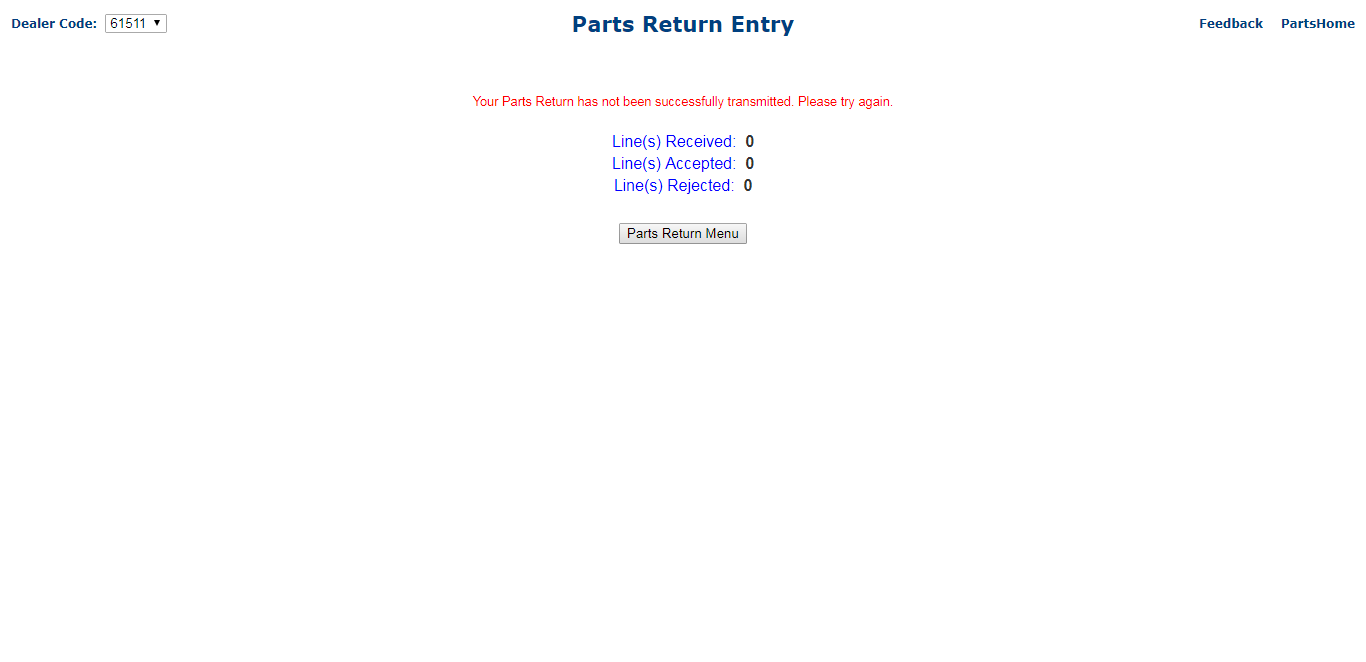 Dealer Code: 61511 ▼ Parts Return Entry Feedback PartsHome
Your Parts Return has not been successfully transmitted. Please try again.
Line(s) Received: 0
Line(s) Accepted: 0
Line(s) Rejected: 0
Parts Return Menu